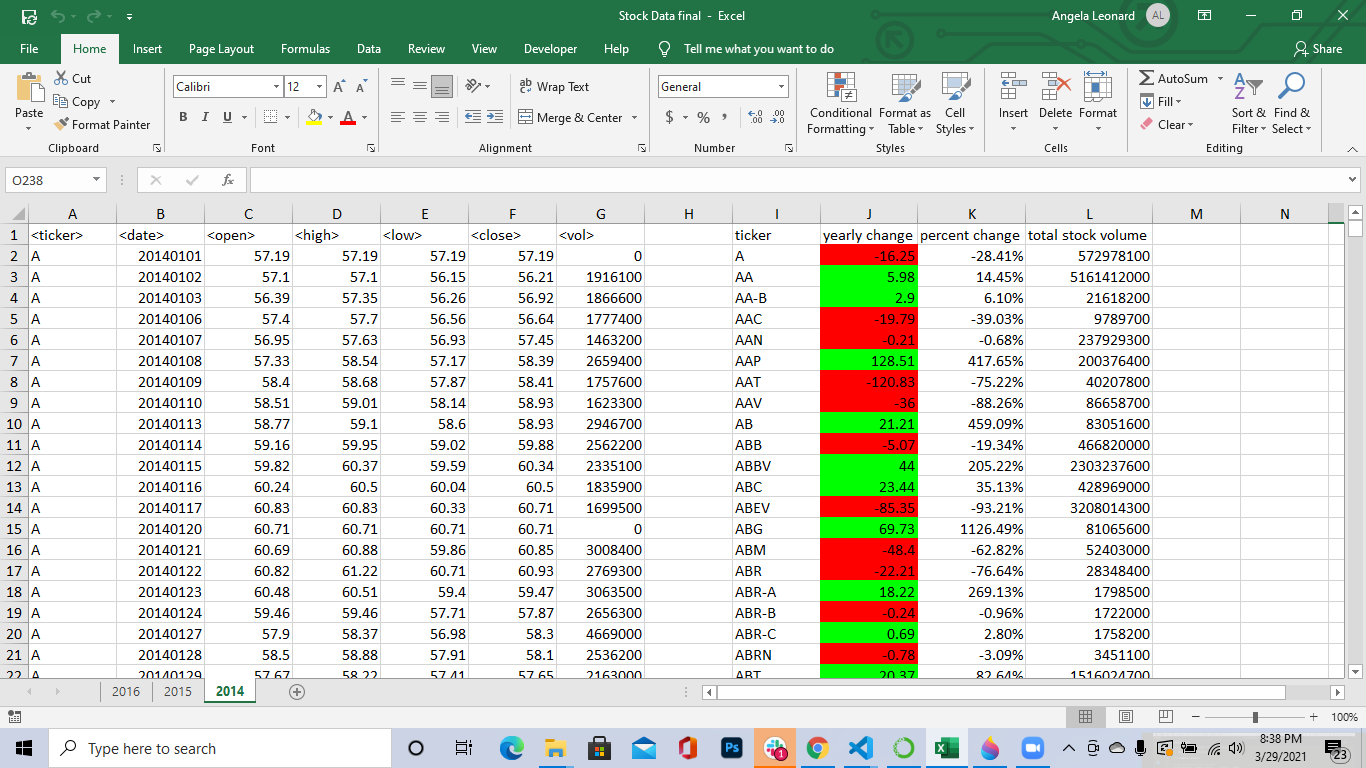 Stock Data final - Excel
Angela Leonard AL
File Home Insert Page Layout Formulas Data Review View Developer Help Tell me what you want to do Share
Paste
Cut
Copy
Format Painter
Clipboard
Calibri 12
B I U
Font
Wrap Text
Merge & Center
Alignment
General
$ % ,
Number
Conditional Formatting
Format as Table
Cell Styles
Styles
Insert Delete Format
Cells
AutoSum
Fill
Clear
Sort & Filter
Find & Select
Editing
O238 fx
A B C D E F G H I J K L M N
1 <ticker> <date> <open> <high> <low> <close> <vol> ticker yearly change percent change total stock volume
2 A 20140101 57.19 57.19 57.19 57.19 0 A -16.25 -28.41% 572978100
3 A 20140102 57.1 57.1 56.15 56.21 1916100 AA 5.98 14.45% 5161412000
4 A 20140103 56.39 57.35 56.26 56.92 1866600 AA-B 2.9 6.10% 21618200
5 A 20140106 57.4 57.7 56.56 56.64 1777400 AAC -19.79 -39.03% 9789700
6 A 20140107 56.95 57.63 56.93 57.45 1463200 AAN -0.21 -0.68% 237929300
7 A 20140108 57.33 58.54 57.17 58.39 2659400 AAP 128.51 417.65% 200376400
8 A 20140109 58.4 58.68 57.87 58.41 1757600 AAT -120.83 -75.22% 40207800
9 A 20140110 58.51 59.01 58.14 58.93 1623300 AAV -36 -88.26% 86658700
10 A 20140113 58.77 59.1 58.6 58.93 2946700 AB 21.21 459.09% 83051600
11 A 20140114 59.16 59.95 59.02 59.88 2562200 ABB -5.07 -19.34% 466820000
12 A 20140115 59.82 60.37 59.59 60.34 2335100 ABBV 44 205.22% 2303237600
13 A 20140116 60.24 60.5 60.04 60.5 1835900 ABC 23.44 35.13% 428969000
14 A 20140117 60.83 60.83 60.33 60.71 1699500 ABEV -85.35 -93.21% 3208014300
15 A 20140120 60.71 60.71 60.71 60.71 0 ABG 69.73 1126.49% 81065600
16 A 20140121 60.69 60.88 59.86 60.85 3008400 ABM -48.4 -62.82% 52403000
17 A 20140122 60.82 61.22 60.71 60.93 2769300 ABR -22.21 -76.64% 28348400
18 A 20140123 60.48 60.51 59.4 59.47 3063500 ABR-A 18.22 269.13% 1798500
19 A 20140124 59.46 59.46 57.71 57.87 2656300 ABR-B -0.24 -0.96% 1722000
20 A 20140127 57.9 58.37 56.98 58.3 4669000 ABR-C 0.69 2.80% 1758200
21 A 20140128 58.5 58.88 57.91 58.1 2536200 ABRN -0.78 -3.09% 3451100
22 A 20140129 57.67 58.22 57.41 57.65 2163000 ABT 20.37 82.64% 1516024700
2016 2015 2014
100%
Type here to search
Ps
1
8:38 PM
3/29/2021
23